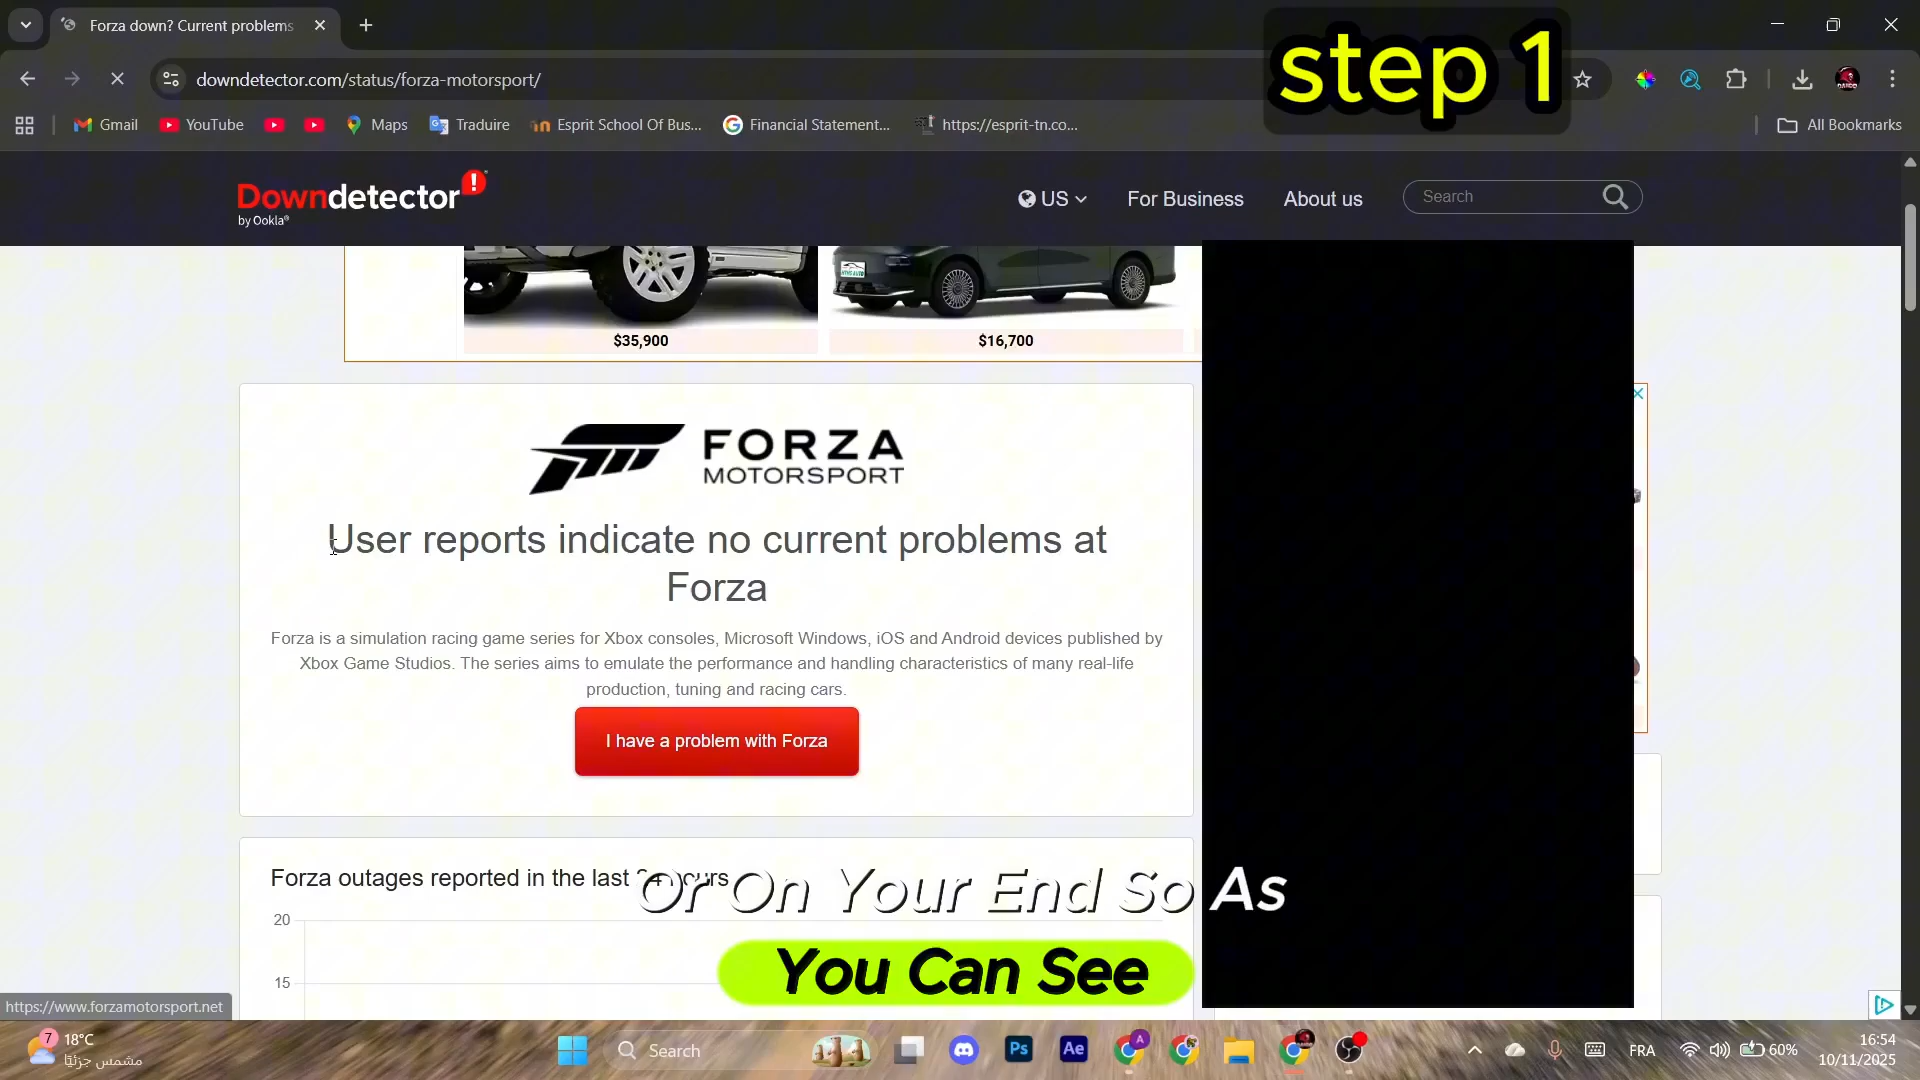 Forza down? Current problems
step 1
downdetector.com/status/forza-motorsport/
Gmail
YouTube
Maps
Traduire
Esprit School Of Bus...
Financial Statement...
https://esprit-tn.co...
All Bookmarks
Downdetector
by Ookla®
US
For Business
About us
Search
$35,900
$16,700
FORZA
MOTORSPORT
User reports indicate no current problems at
Forza
Forza is a simulation racing game series for Xbox consoles, Microsoft Windows, iOS and Android devices published by
Xbox Game Studios. The series aims to emulate the performance and handling characteristics of many real-life
production, tuning and racing cars.
I have a problem with Forza
Forza outages reported in the last 24 hours
Or On Your End So As
You Can See
20
15
https://www.forzamotorsport.net
7
18°C
مشمس جزئيًا
Search
Ps
Ae
A
FRA
60%
16:54
10/11/2025